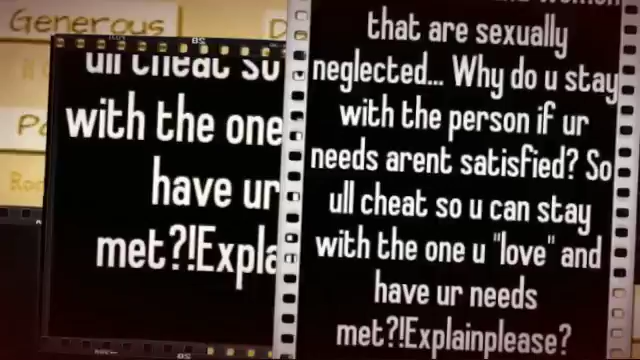 Generous
that are sexually
neglected... Why do u stay
with the person if ur
needs arent satisfied? So
ull cheat so u can stay
with the one u "love" and
have ur needs
met?!Explainplease?
ull cheat so
with the one
have ur
met?!Expla